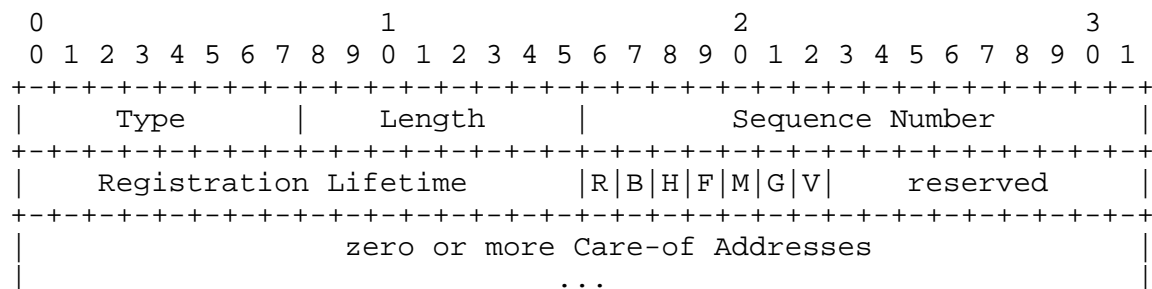 0                   1                   2                   3
 0 1 2 3 4 5 6 7 8 9 0 1 2 3 4 5 6 7 8 9 0 1 2 3 4 5 6 7 8 9 0 1
+-+-+-+-+-+-+-+-+-+-+-+-+-+-+-+-+-+-+-+-+-+-+-+-+-+-+-+-+-+-+-+-+
|     Type      |    Length     |        Sequence Number        |
+-+-+-+-+-+-+-+-+-+-+-+-+-+-+-+-+-+-+-+-+-+-+-+-+-+-+-+-+-+-+-+-+
|    Registration Lifetime      |R|B|H|F|M|G|V|    reserved     |
+-+-+-+-+-+-+-+-+-+-+-+-+-+-+-+-+-+-+-+-+-+-+-+-+-+-+-+-+-+-+-+-+
|                  zero or more Care-of Addresses               |
|                              ...                              |